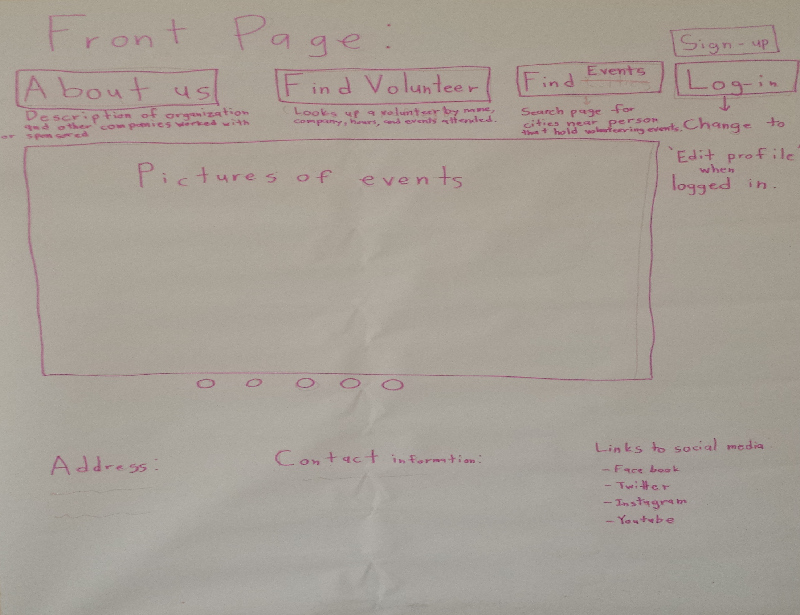 Front Page:
Sign-up
About us
Find Volunteer
Find Events
Log-in
Description of organization
and other companies worked with
or sponsored
Looks up a volunteer by name,
company, hours, and events attended.
Search page for
cities near person
that hold volunteering events.
Change to
'Edit profile'
when
logged in.
Pictures of events
Address:
Contact informtion:
Links to social media
- Facebook
- Twitter
- Instagram
- Youtube